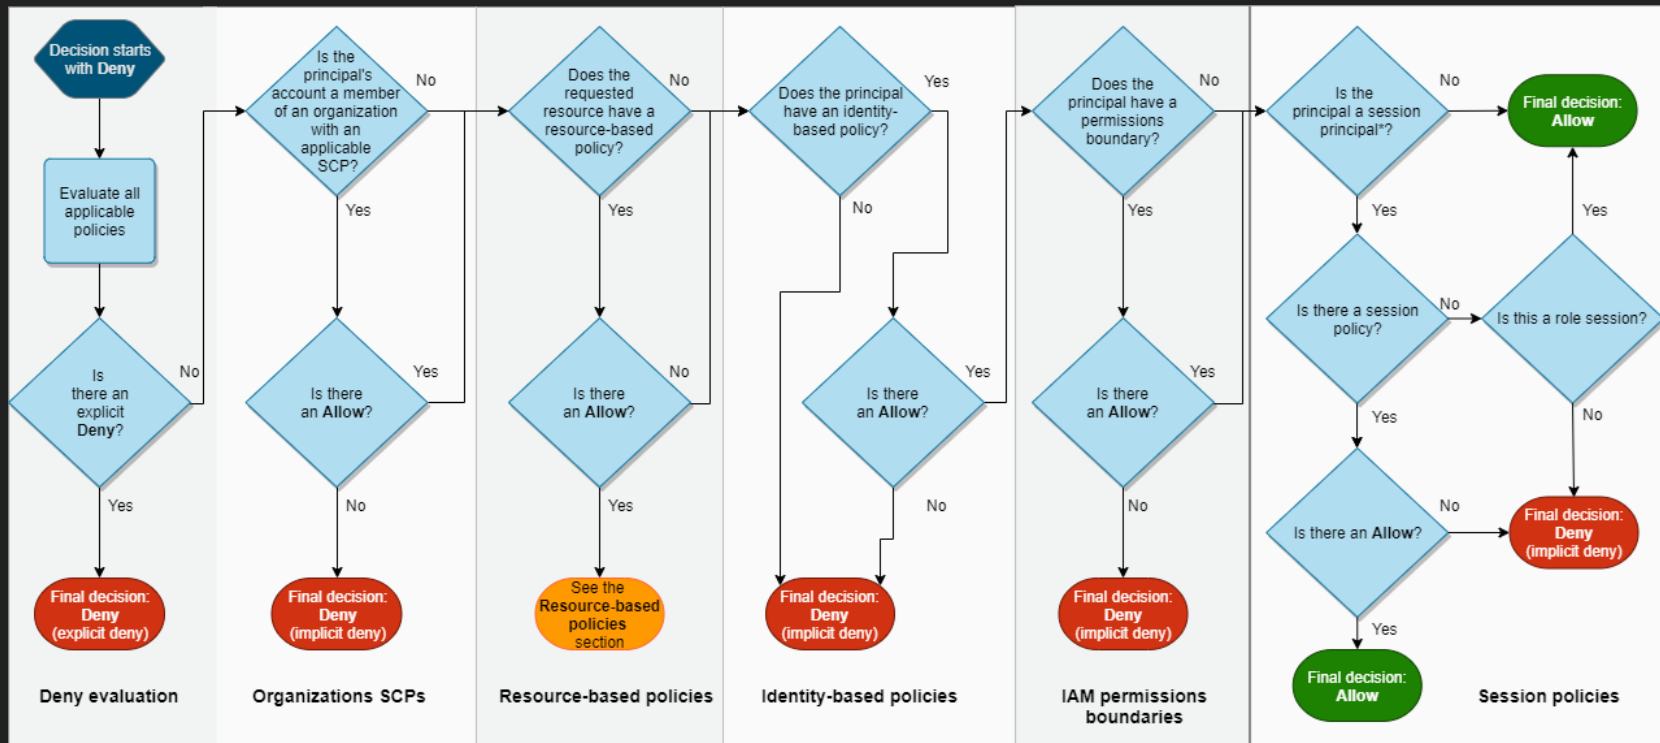 Decision starts
with Deny
Evaluate all
applicable
policies
Is
there an
explicit
Deny?
No
Yes
Final decision:
Deny
(explicit deny)
Deny evaluation
Is the
principal's
account a member
of an organization
with an
applicable
SCP?
No
Yes
Is there
an Allow?
Yes
No
Final decision:
Deny
(implicit deny)
Organizations SCPs
Does the
requested
resource have a
resource-based
policy?
No
Yes
Is there
an Allow?
No
Yes
See the
Resource-based
policies
section
Resource-based policies
Does the principal
have an identity-
based policy?
Yes
No
Is there
an Allow?
Yes
No
Final decision:
Deny
(implicit deny)
Identity-based policies
Does the
principal have a
permissions
boundary?
No
Yes
Is there
an Allow?
Yes
No
Final decision:
Deny
(implicit deny)
IAM permissions
boundaries
Is the
principal a session
principal*?
No
Final decision:
Allow
Yes
Yes
Is there a session
policy?
No
Is this a role session?
Yes
No
Is there an Allow?
No
Final decision:
Deny
(implicit deny)
Yes
Final decision:
Allow
Session policies